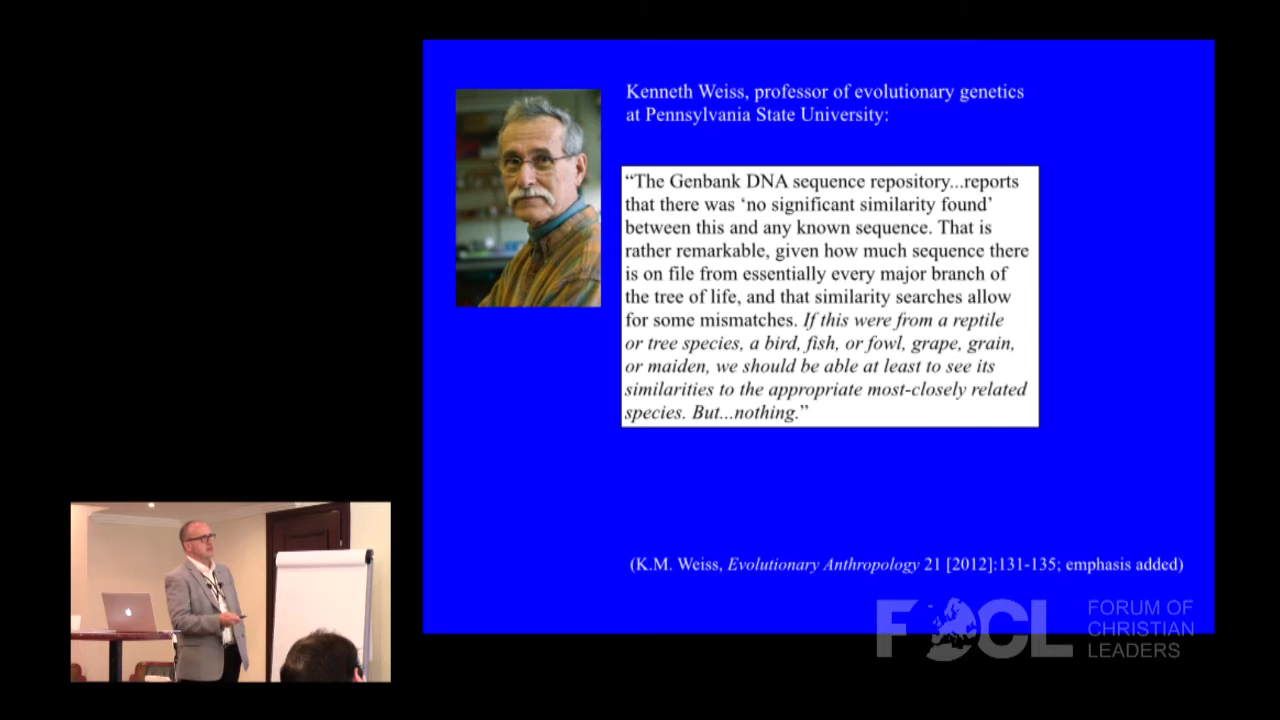 Kenneth Weiss, professor of evolutionary genetics
at Pennsylvania State University:
“The Genbank DNA sequence repository...reports
that there was ‘no significant similarity found’
between this and any known sequence. That is
rather remarkable, given how much sequence there
is on file from essentially every major branch of
the tree of life, and that similarity searches allow
for some mismatches. If this were from a reptile
or tree species, a bird, fish, or fowl, grape, grain,
or maiden, we should be able at least to see its
similarities to the appropriate most-closely related
species. But...nothing.”
(K.M. Weiss, Evolutionary Anthropology 21 [2012]:131-135; emphasis added)
FOCL
FORUM OF
CHRISTIAN
LEADERS